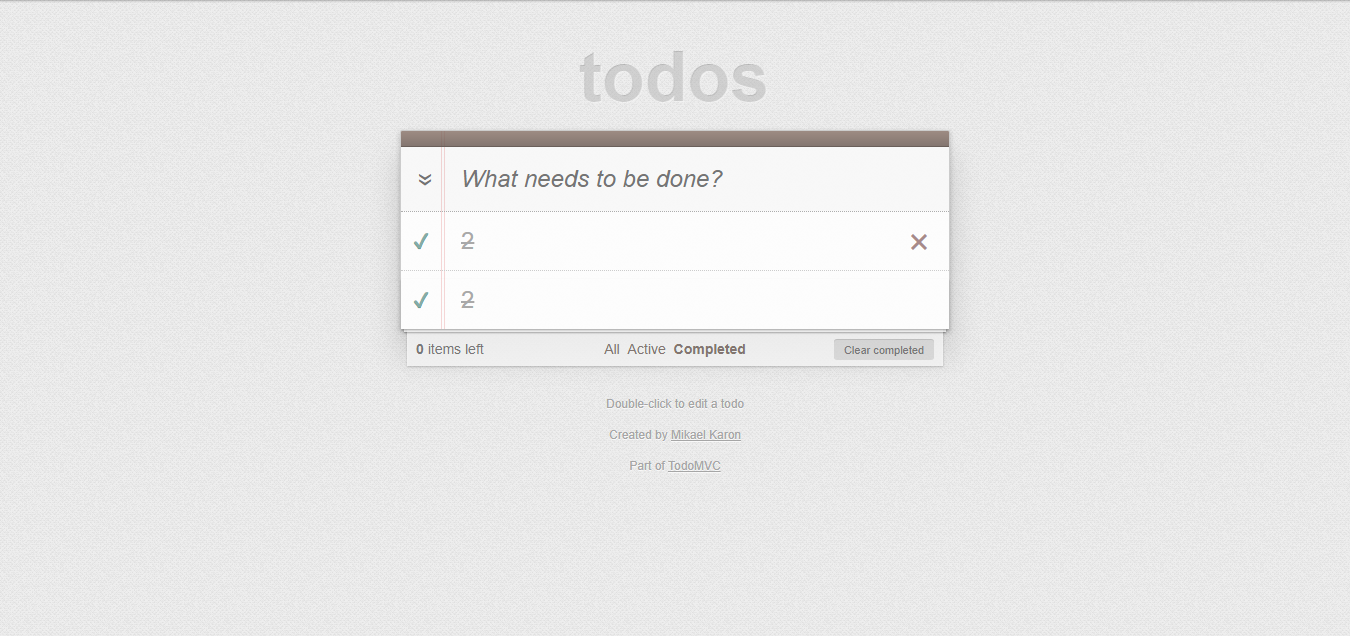 todos
What needs to be done?
2
2
0 items left All Active Completed Clear completed
Double-click to edit a todo
Created by Mikael Karon
Part of TodoMVC